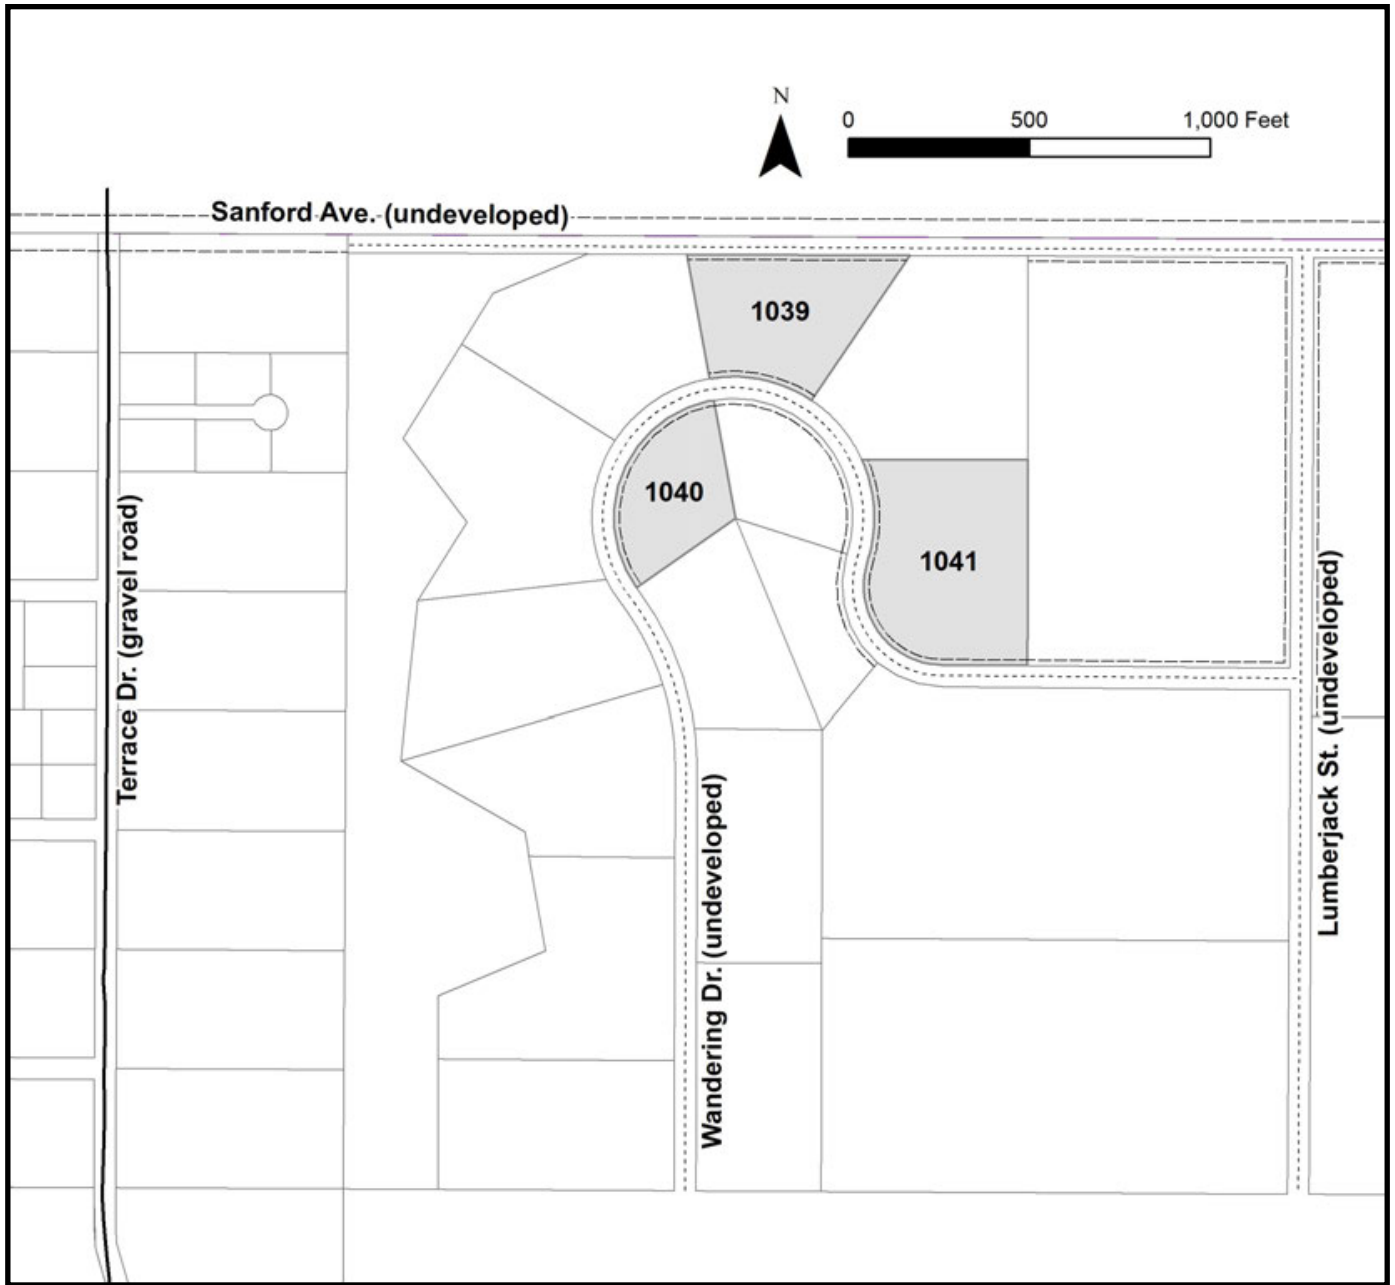 N
0 500 1,000 Feet
Sanford Ave. (undeveloped)
1039
1040
1041
Terrace Dr. (gravel road)
Wandering Dr. (undeveloped)
Lumberjack St. (undeveloped)